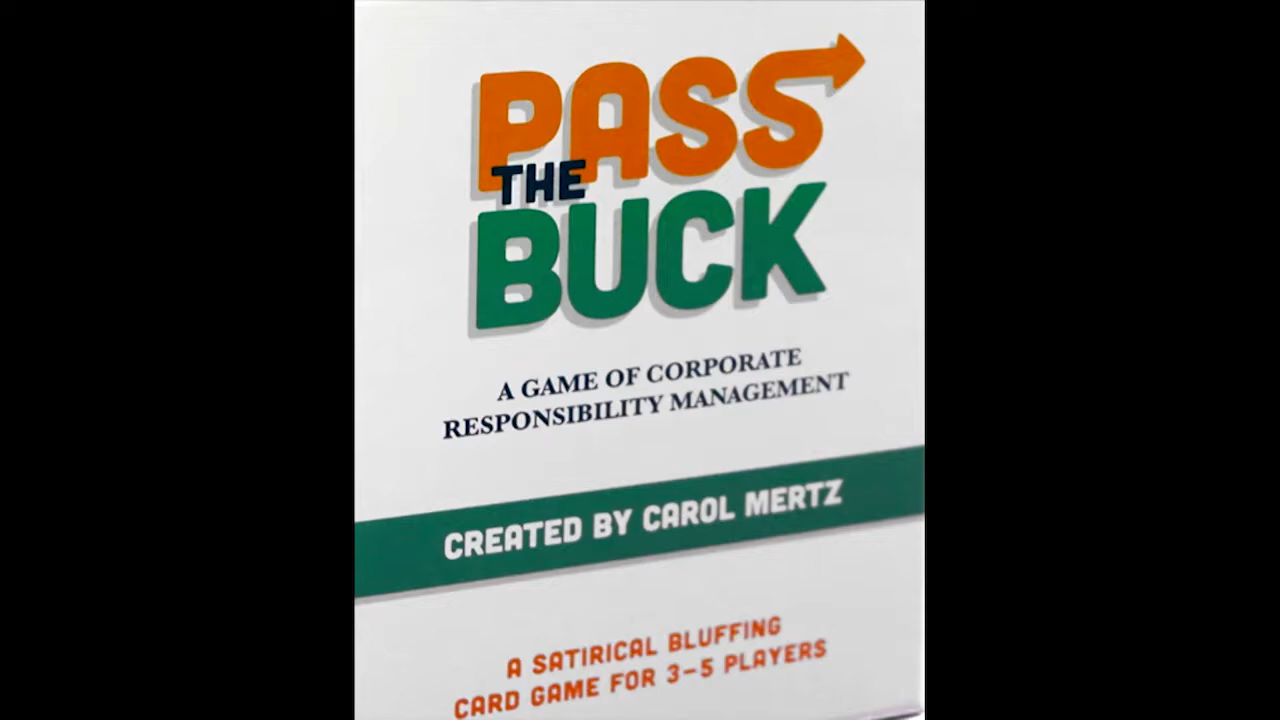 PASS
THE
BUCK
A GAME OF CORPORATE
RESPONSIBILITY MANAGEMENT
CREATED BY CAROL MERTZ
A SATIRICAL BLUFFING
CARD GAME FOR 3–5 PLAYERS